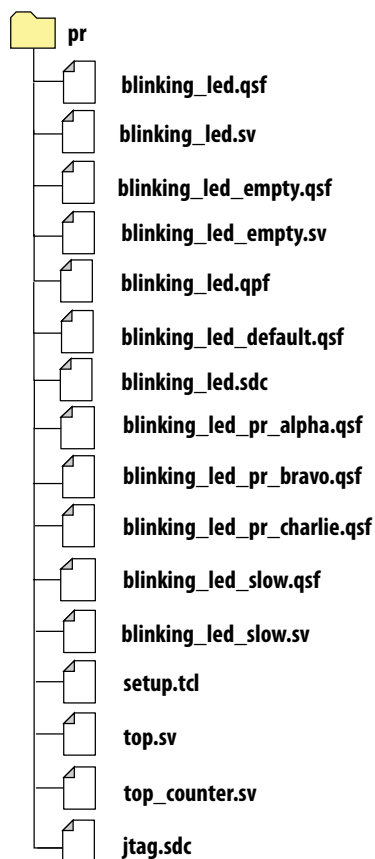 pr
blinking_led.qsf
blinking_led.sv
blinking_led_empty.qsf
blinking_led_empty.sv
blinking_led.qpf
blinking_led_default.qsf
blinking_led.sdc
blinking_led_pr_alpha.qsf
blinking_led_pr_bravo.qsf
blinking_led_pr_charlie.qsf
blinking_led_slow.qsf
blinking_led_slow.sv
setup.tcl
top.sv
top_counter.sv
jtag.sdc